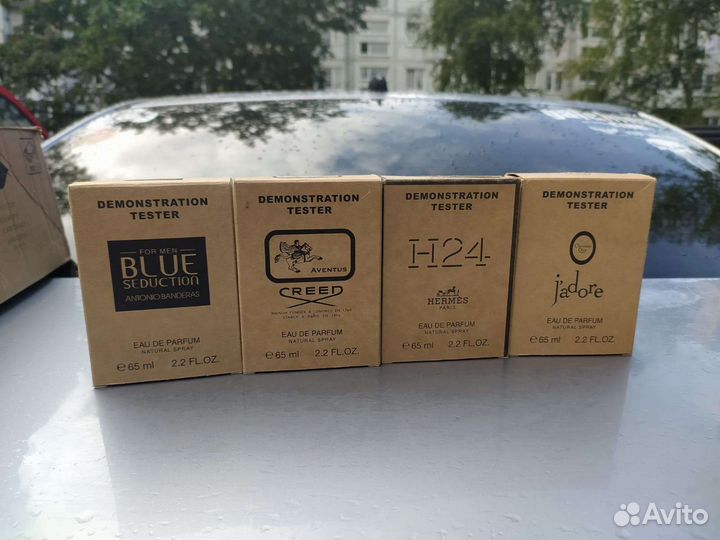 DEMONSTRATION
TESTER
FOR MEN
BLUE
SEDUCTION
ANTONIO BANDERAS
EAU DE PARFUM
NATURAL SPRAY
℮ 65 ml 2.2 FL.OZ.
DEMONSTRATION
TESTER
AVENTUS
CREED
EAU DE PARFUM
NATURAL SPRAY
℮ 65 ml 2.2 FL.OZ.
DEMONSTRATION
TESTER
H24
HERMÈS
PARIS
EAU DE PARFUM
NATURAL SPRAY
℮ 65 ml 2.2 FL.OZ.
DEMONSTRATION
TESTER
Christian
Dior
j'adore
EAU DE PARFUM
NATURAL SPRAY
℮ 65 ml 2.2 FL.OZ.
Avito